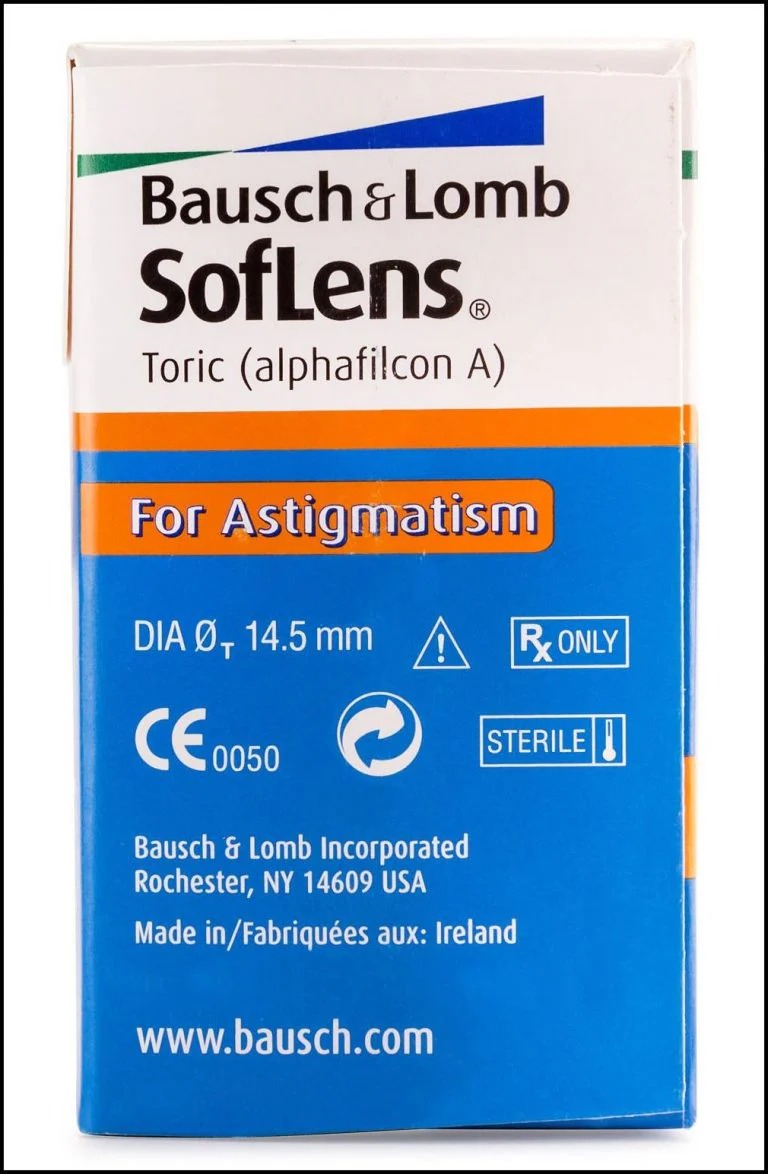 Bausch & Lomb
SofLens®
Toric (alphafilcon A)
For Astigmatism
DIA ØT 14.5 mm
Rx ONLY
CE 0050
STERILE
Bausch & Lomb Incorporated
Rochester, NY 14609 USA
Made in/Fabriquées aux: Ireland
www.bausch.com